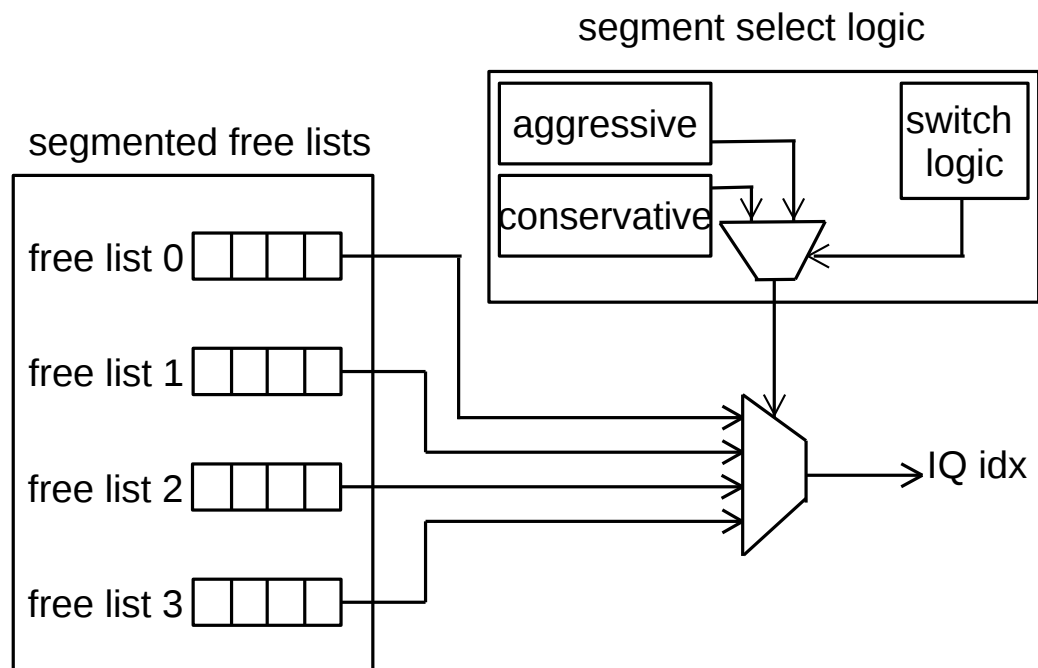 segment select logic
aggressive
conservative
switch
logic
segmented free lists
free list 0
free list 1
free list 2
free list 3
IQ idx